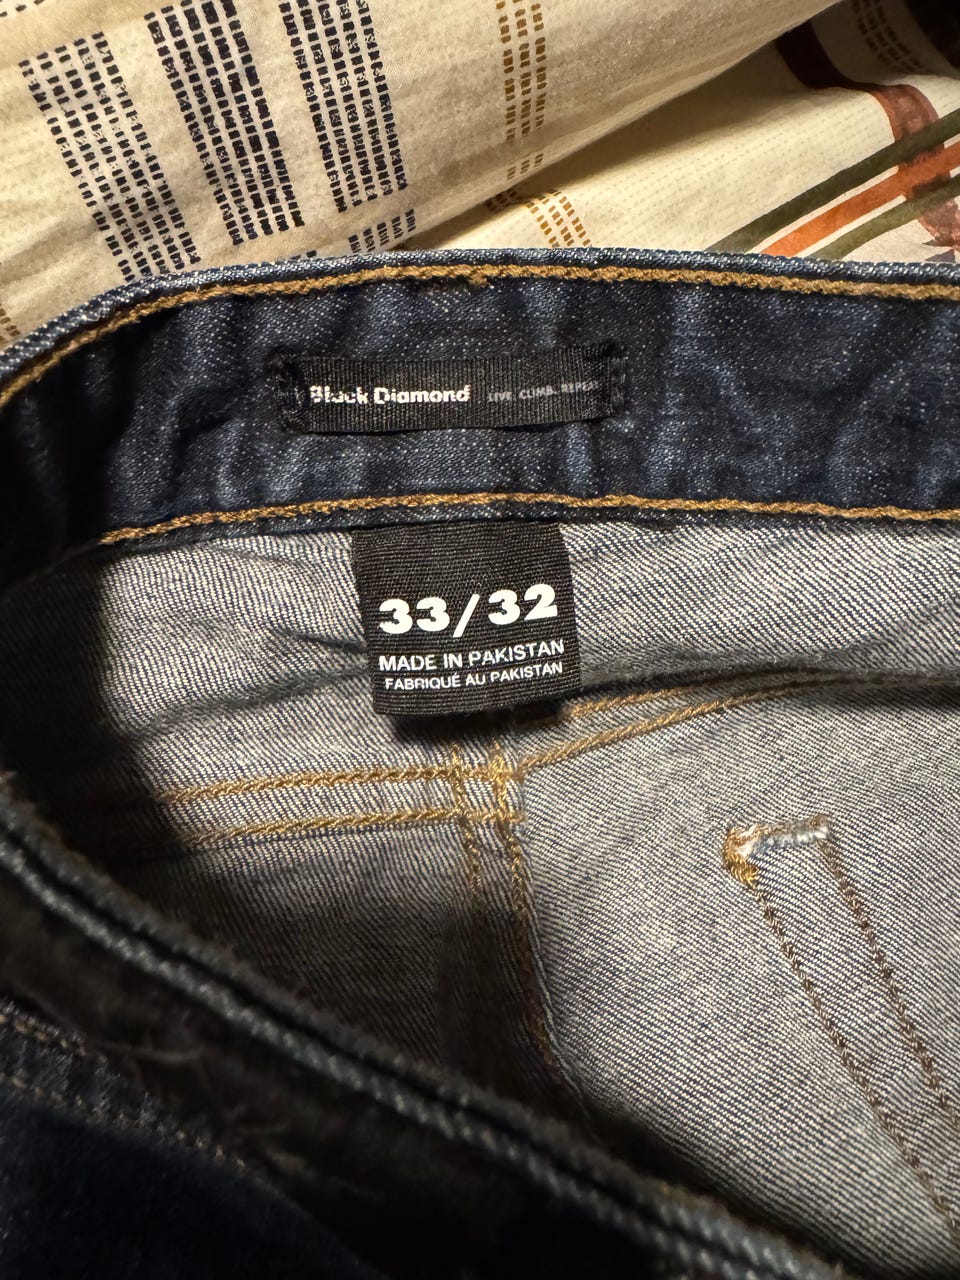 Black Diamond LIVE. CLIMB. REPEAT
33/32
MADE IN PAKISTAN
FABRIQUÉ AU PAKISTAN